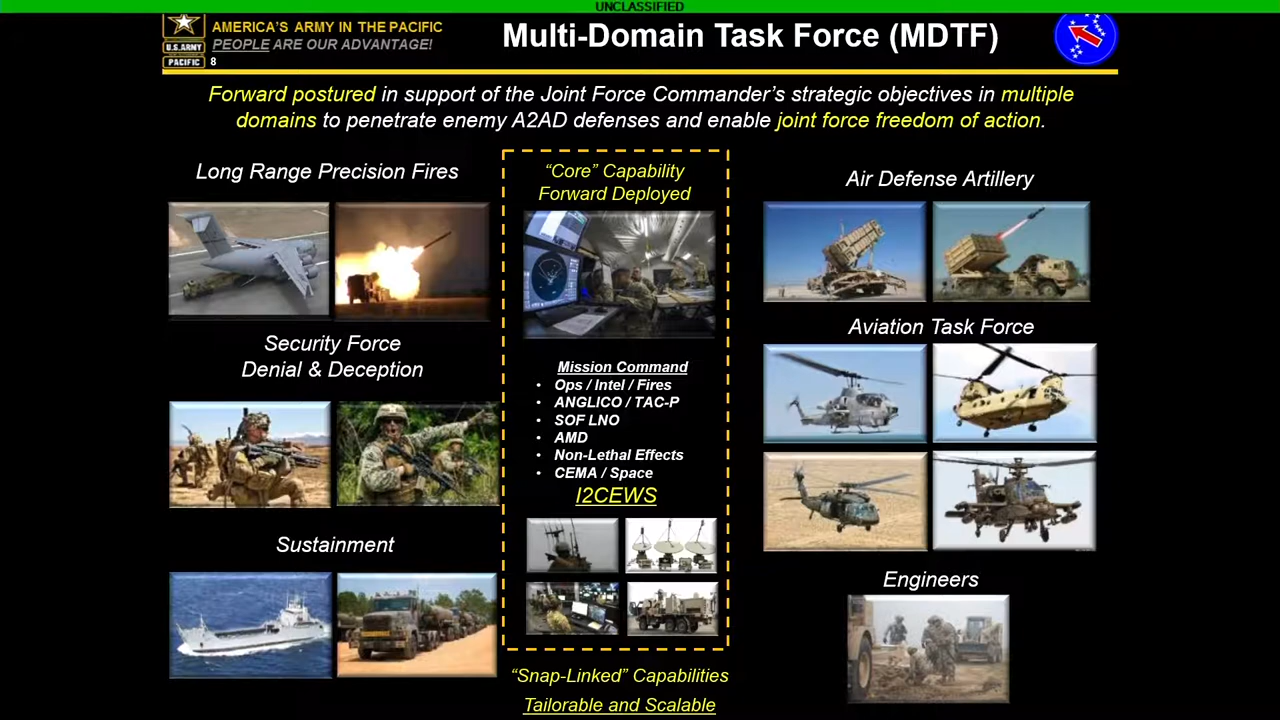 UNCLASSIFIED
AMERICA'S ARMY IN THE PACIFIC
PEOPLE ARE OUR ADVANTAGE!
U.S.ARMY
PACIFIC
8
Multi-Domain Task Force (MDTF)
Forward postured in support of the Joint Force Commander's strategic objectives in multiple
domains to penetrate enemy A2AD defenses and enable joint force freedom of action.
Long Range Precision Fires
Security Force
Denial & Deception
Sustainment
“Core” Capability
Forward Deployed
Mission Command
• Ops / Intel / Fires
• ANGLICO / TAC-P
• SOF LNO
• AMD
• Non-Lethal Effects
• CEMA / Space
I2CEWS
“Snap-Linked” Capabilities
Tailorable and Scalable
Air Defense Artillery
Aviation Task Force
Engineers